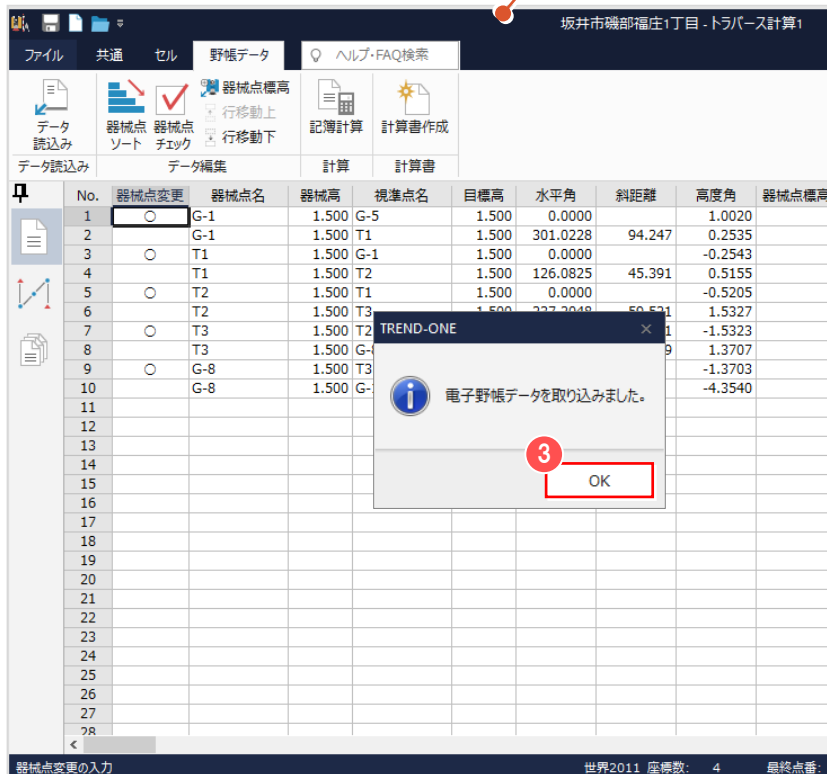 坂井市磯部福庄1丁目 - トラバース計算1
ファイル 共通 セル 野帳データ ヘルプ・FAQ検索
データ読込み 器械点ソート 器械点チェック 器械点標高 行移動上 行移動下 記簿計算 計算書作成
データ読込み データ編集 計算 計算書
No. 器械点変更 器械点名 器械高 視準点名 目標高 水平角 斜距離 高度角 器械点標高
1 ○ G-1 1.500 G-5 1.500 0.0000 1.0020
2 G-1 1.500 T1 1.500 301.0228 94.247 0.2535
3 ○ T1 1.500 G-1 1.500 0.0000 -0.2543
4 T1 1.500 T2 1.500 126.0825 45.391 0.5155
5 ○ T2 1.500 T1 1.500 0.0000 -0.5205
6 T2 1.500 T3 1.5327
7 ○ T3 1.500 T2 1 -1.5323
8 T3 1.500 G-8 9 1.3707
9 ○ G-8 1.500 T3 -1.3703
10 G-8 1.500 G- -4.3540
11
12
13
14
15
16
17
18
19
20
21
22
23
24
25
26
27
28
TREND-ONE
電子野帳データを取り込みました。
3
OK
器械点変更の入力 世界2011 座標数: 4 最終点番: